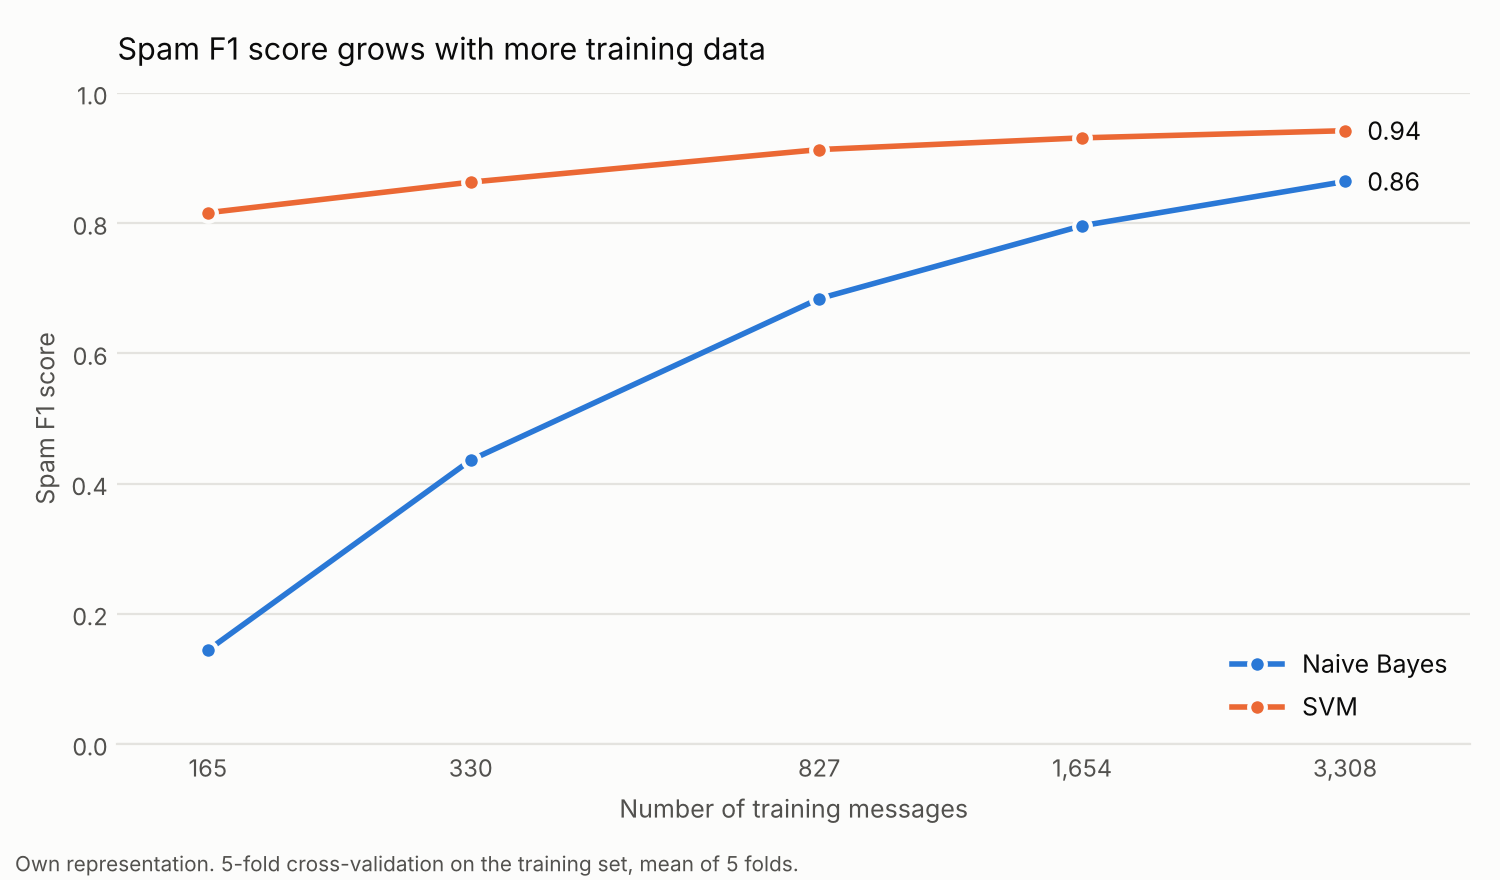 Spam F1 score grows with more training data
1.0
0.94
0.86
0.8
0.6
Spam F1 score
0.4
0.2
Naive Bayes
SVM
0.0
165 330 827 1,654 3,308
Number of training messages
Own representation. 5-fold cross-validation on the training set, mean of 5 folds.